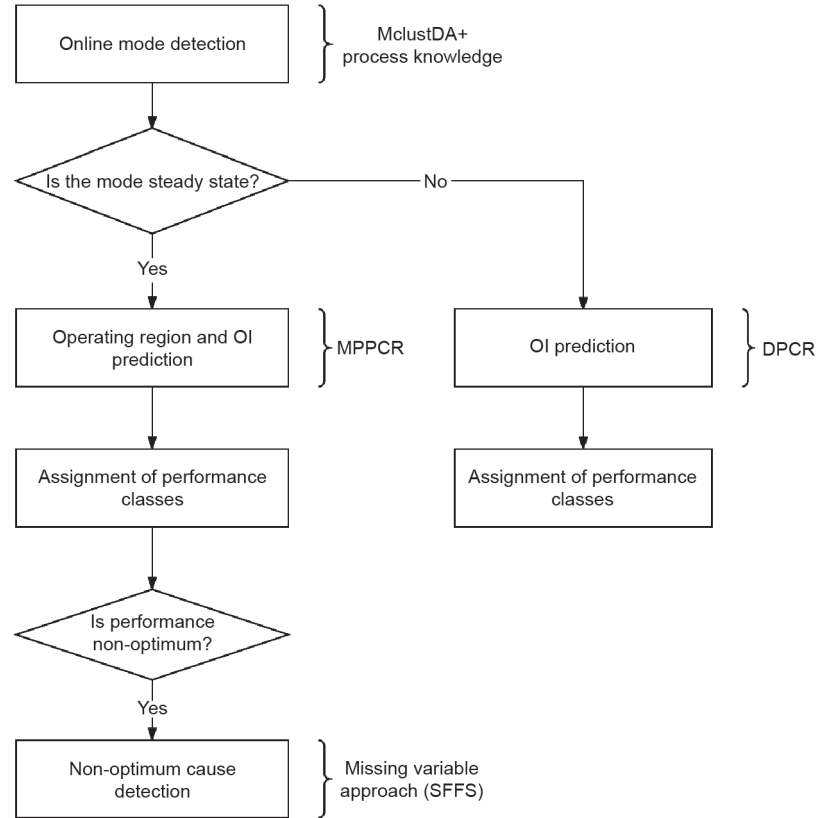 Online mode detection
MclustDA+
process knowledge
Is the mode steady state?
No
Yes
Operating region and OI
prediction
MPPCR
OI prediction
DPCR
Assignment of performance
classes
Assignment of performance
classes
Is performance
non-optimum?
Yes
Non-optimum cause
detection
Missing variable
approach (SFFS)